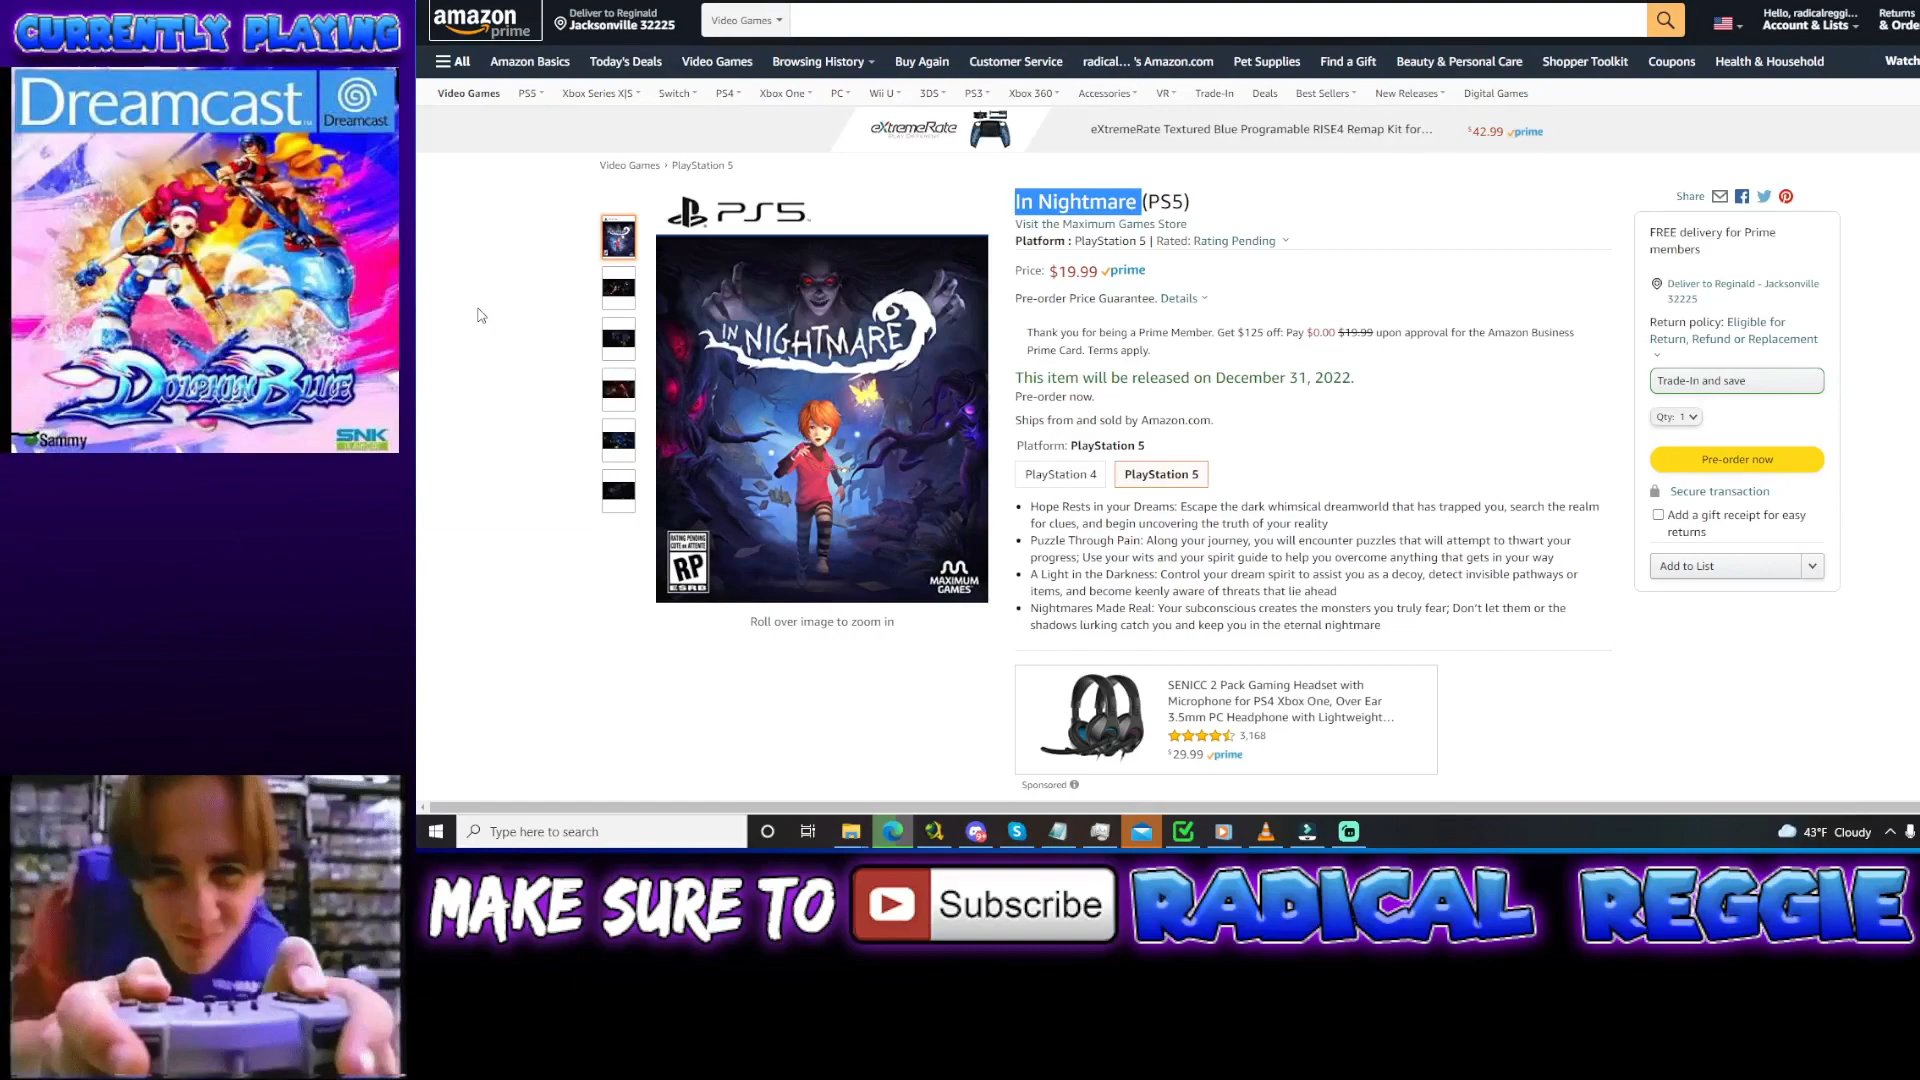 CURRENTLY PLAYING
Dreamcast
Dreamcast
DOLPHIN BLUE
Sammy
SNK
amazon
prime
Deliver to Reginald
Jacksonville 32225
Video Games
Hello, radicalreggi...
Account & Lists
Returns
& Orde
All
Amazon Basics
Today's Deals
Video Games
Browsing History
Buy Again
Customer Service
radical... 's Amazon.com
Pet Supplies
Find a Gift
Beauty & Personal Care
Shopper Toolkit
Coupons
Health & Household
Watch
Video Games
PS5
Xbox Series X|S
Switch
PS4
Xbox One
PC
Wii U
3DS
PS3
Xbox 360
Accessories
VR
Trade-In
Deals
Best Sellers
New Releases
Digital Games
eXtremeRate
eXtremeRate Textured Blue Programable RISE4 Remap Kit for...
$42.99 prime
Video Games › PlayStation 5
PS5
IN NIGHTMARE
RATING PENDING
RP
ESRB
MAXIMUM
GAMES
Roll over image to zoom in
In Nightmare (PS5)
Visit the Maximum Games Store
Platform : PlayStation 5 | Rated: Rating Pending
Price: $19.99 prime
Pre-order Price Guarantee. Details
Thank you for being a Prime Member. Get $125 off: Pay $0.00 $19.99 upon approval for the Amazon Business
Prime Card. Terms apply.
This item will be released on December 31, 2022.
Pre-order now.
Ships from and sold by Amazon.com.
Platform: PlayStation 5
PlayStation 4
PlayStation 5
Hope Rests in your Dreams: Escape the dark whimsical dreamworld that has trapped you, search the realm
for clues, and begin uncovering the truth of your reality
Puzzle Through Pain: Along your journey, you will encounter puzzles that will attempt to thwart your
progress; Use your wits and your spirit guide to help you overcome anything that gets in your way
A Light in the Darkness: Control your dream spirit to assist you as a decoy, detect invisible pathways or
items, and become keenly aware of threats that lie ahead
Nightmares Made Real: Your subconscious creates the monsters you truly fear; Don't let them or the
shadows lurking catch you and keep you in the eternal nightmare
SENICC 2 Pack Gaming Headset with
Microphone for PS4 Xbox One, Over Ear
3.5mm PC Headphone with Lightweight...
3,168
$29.99 prime
Sponsored
Share
FREE delivery for Prime
members
Deliver to Reginald - Jacksonville
32225
Return policy: Eligible for
Return, Refund or Replacement
Trade-In and save
Qty: 1
Pre-order now
Secure transaction
Add a gift receipt for easy
returns
Add to List
Type here to search
43°F Cloudy
MAKE SURE TO
Subscribe
RADICAL REGGIE